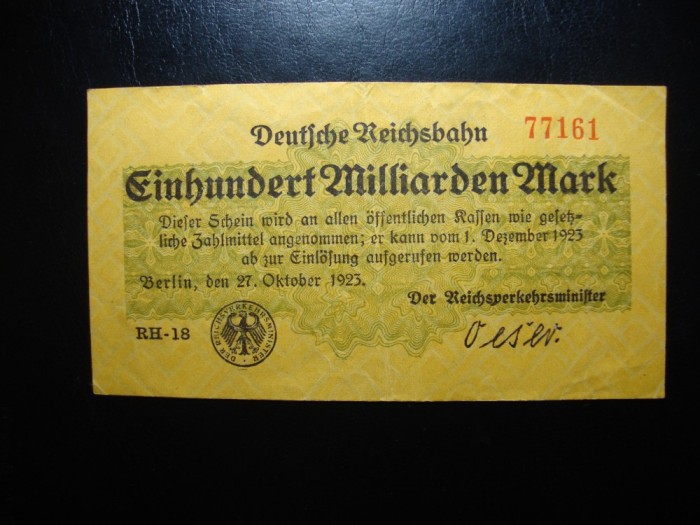 Deutsche Reichsbahn 77161
Einhundert Milliarden Mark
Dieser Schein wird an allen öffentlichen Kassen wie gesetz-
liche Zahlmittel angenommen; er kann vom 1. Dezember 1923
ab zur Einlösung aufgerufen werden.
Berlin, den 27. Oktober 1923.
Der Reichsverkehrsminister
RH-18
DER REICHSVERKEHRSMINISTER
Oeser.